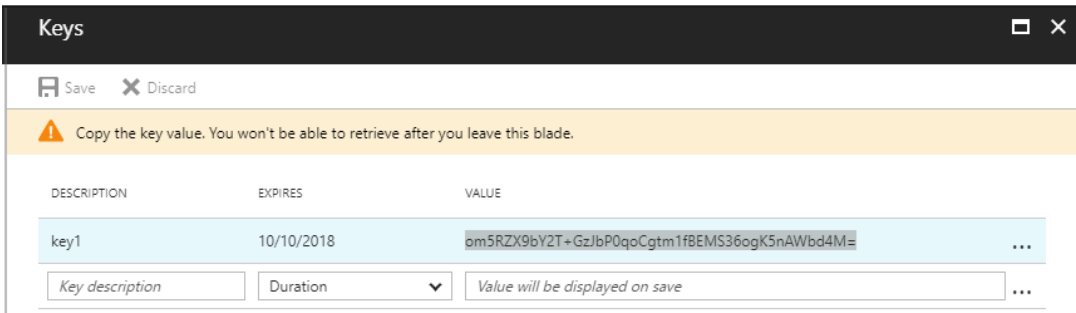 Keys
Save Discard
Copy the key value. You won't be able to retrieve after you leave this blade.
DESCRIPTION EXPIRES VALUE
key1 10/10/2018 om5RZX9bY2T+GzJbP0qoCgtm1fBEMS36ogK5nAWbd4M= ...
Key description Duration Value will be displayed on save ...